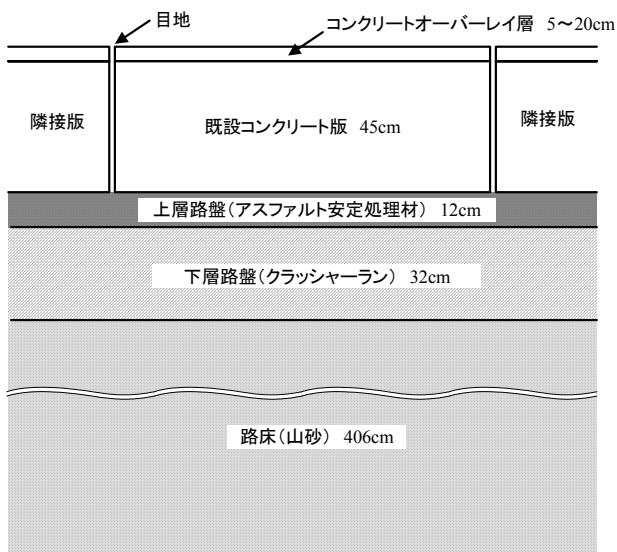 目地
コンクリートオーバーレイ層 5～20cm
隣接版
既設コンクリート版 45cm
隣接版
上層路盤(アスファルト安定処理材) 12cm
下層路盤(クラッシャーラン) 32cm
路床(山砂) 406cm